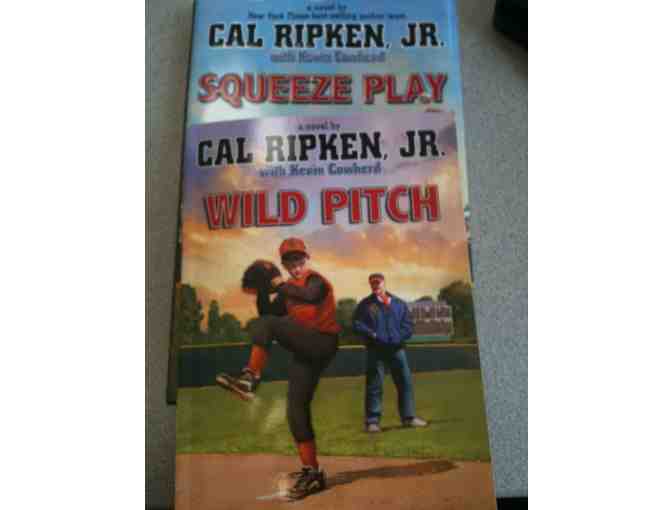 a novel by
New York Times best-selling author team
CAL RIPKEN, JR.
with Kevin Cowherd
SQUEEZE PLAY
a novel by
CAL RIPKEN, JR.
with Kevin Cowherd
WILD PITCH